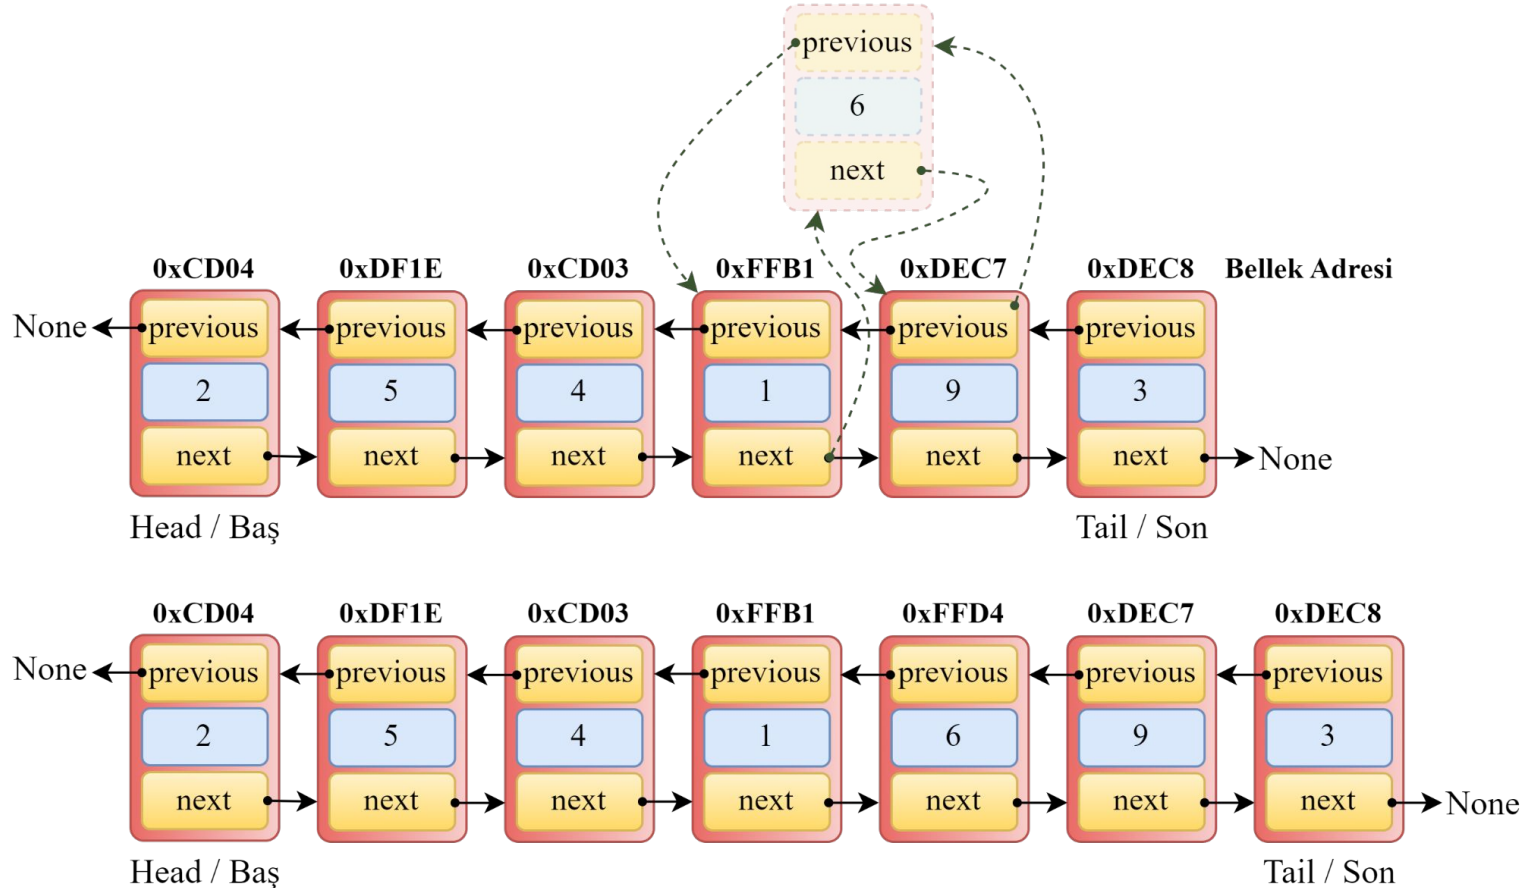 previous
6
next
0xCD04 0xDF1E 0xCD03 0xFFB1 0xDEC7 0xDEC8 Bellek Adresi
None previous previous previous previous previous previous
2 5 4 1 9 3
next next next next next next None
Head / Baş Tail / Son
0xCD04 0xDF1E 0xCD03 0xFFB1 0xFFD4 0xDEC7 0xDEC8
None previous previous previous previous previous previous previous
2 5 4 1 6 9 3
next next next next next next next None
Head / Baş Tail / Son